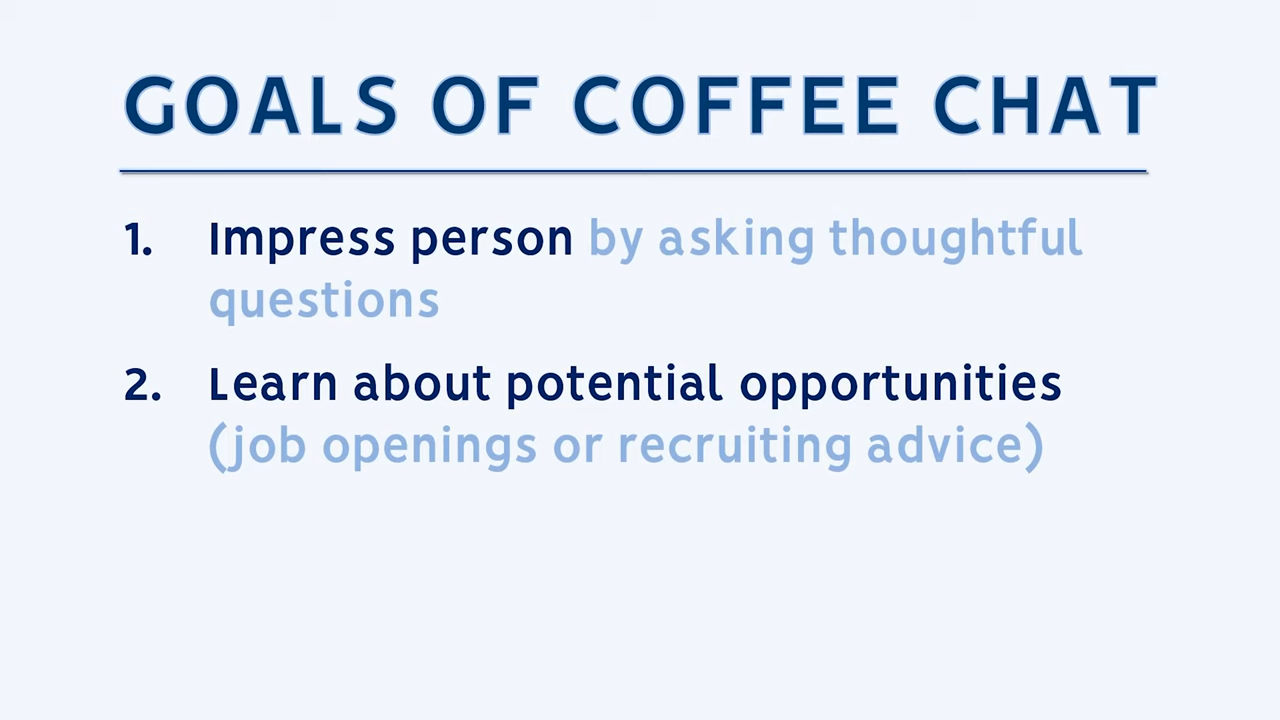 GOALS OF COFFEE CHAT
1. Impress person by asking thoughtful
questions
2. Learn about potential opportunities
(job openings or recruiting advice)